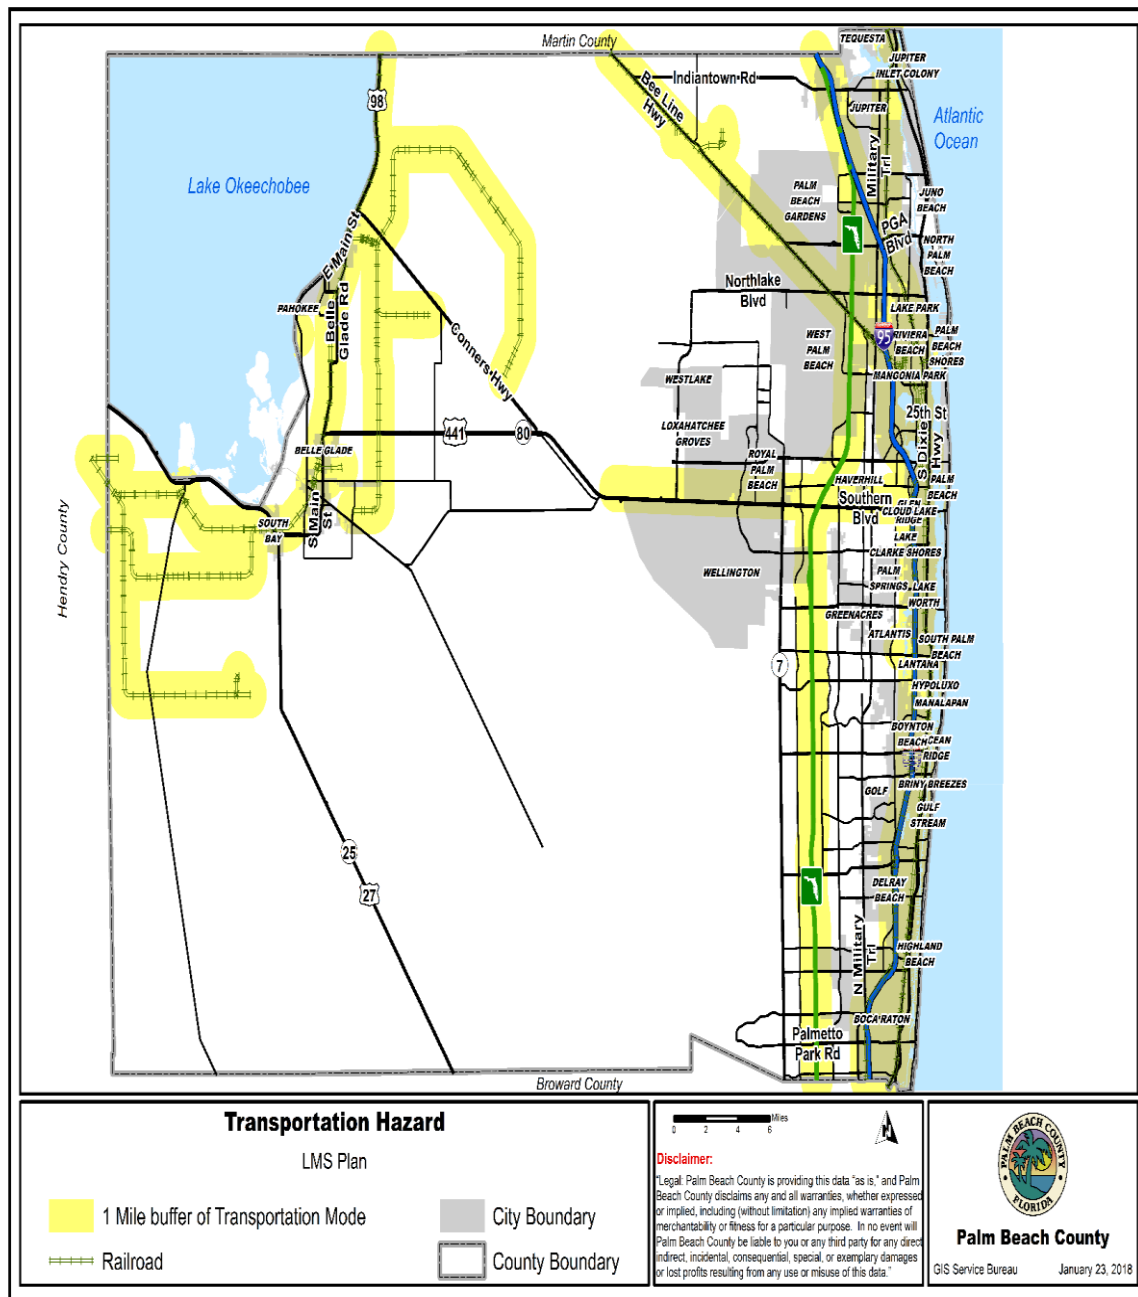 Martin County
TEQUESTA
JUPITER
INLET COLONY
98
Bee Line
Hwy
Indiantown Rd
JUPITER
Atlantic
Ocean
Military
Trl
Lake Okeechobee
PALM
BEACH
GARDENS
JUNO
BEACH
PGA
Blvd
NORTH
PALM
BEACH
E Main St
Northlake
Blvd
PAHOKEE
Belle
Glade Rd
LAKE PARK
95
RIVIERA
BEACH
PALM
BEACH
SHORES
WEST
PALM
BEACH
Conners Hwy
MANGONIA PARK
WESTLAKE
25th St
S Dixie
Hwy
LOXAHATCHEE
GROVES
441
80
BELLE GLADE
ROYAL
PALM
BEACH
HAVERHILL
PALM
BEACH
Southern
Blvd
GLEN
CLOUD LAKE
RIDGE
S Main
St
SOUTH
BAY
Hendry County
LAKE
CLARKE SHORES
WELLINGTON
PALM
SPRINGS
LAKE
WORTH
GREENACRES
ATLANTIS
SOUTH PALM
BEACH
LANTANA
7
HYPOLUXO
MANALAPAN
BOYNTON
BEACH
CEAN
RIDGE
BRINY BREEZES
GOLF
GULF
STREAM
25
27
DELRAY
BEACH
N Military
Trl
HIGHLAND
BEACH
BOCA RATON
Palmetto
Park Rd
Broward County
Transportation Hazard
LMS Plan
1 Mile buffer of Transportation Mode
Railroad
City Boundary
County Boundary
Miles
0 2 4 6
N
Disclaimer:
"Legal: Palm Beach County is providing this data "as is," and Palm
Beach County disclaims any and all warranties, whether expressed
or implied, including (without limitation) any implied warranties of
merchantability or fitness for a particular purpose. In no event will
Palm Beach County be liable to you or any third party for any direct
indirect, incidental, consequential, special, or exemplary damages
or lost profits resulting from any use or misuse of this data."
PALM BEACH COUNTY
FLORIDA
Palm Beach County
GIS Service Bureau January 23, 2018